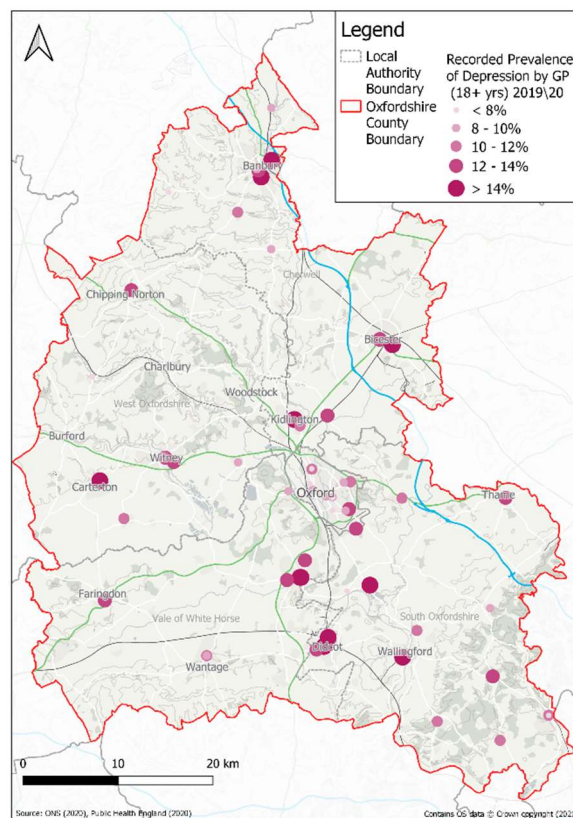 Legend
Local
Authority
Boundary
Oxfordshire
County
Boundary
Recorded Prevalence
of Depression by GP
(18+ yrs) 2019\20
< 8%
8 - 10%
10 - 12%
12 - 14%
> 14%
Banbury
Cherwell
Chipping Norton
Bicester
Charlbury
Woodstock
West Oxfordshire
Kidlington
Burford
Witney
Carterton
Oxford
Thame
Faringdon
Vale of White Horse
South Oxfordshire
Didcot
Wallingford
Wantage
0
10
20 km
Source: ONS (2020), Public Health England (2020)
Contains OS data © Crown copyright